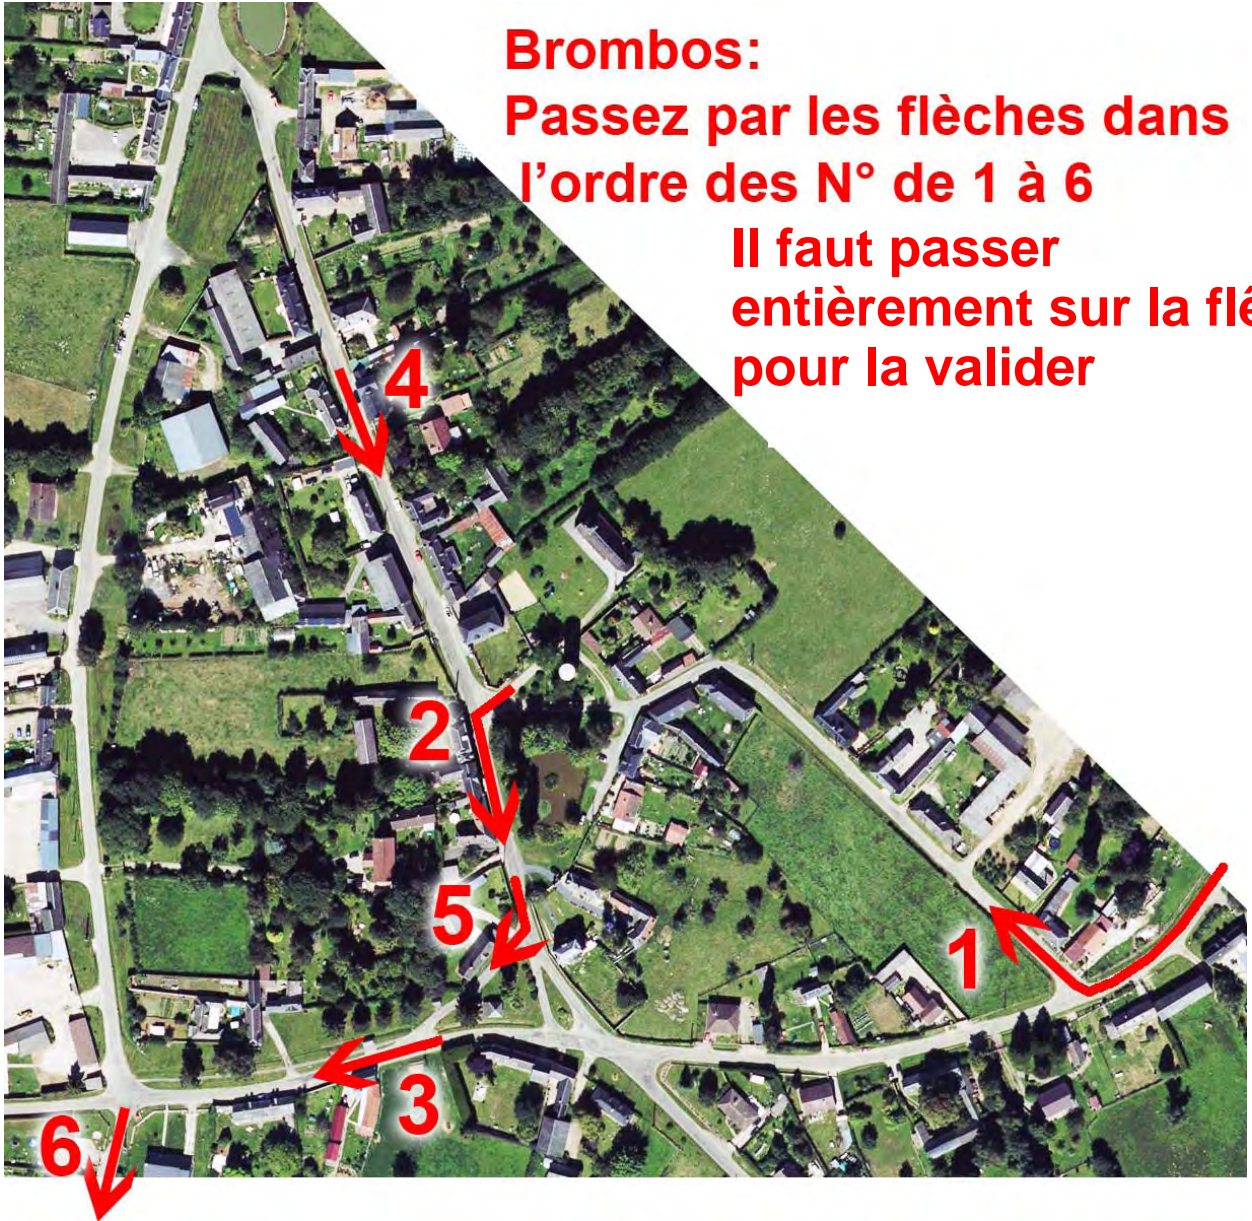 Brombos:
Passez par les flèches dans
l'ordre des N° de 1 à 6
Il faut passer
entièrement sur la flè
pour la valider
4
2
5
1
3
6